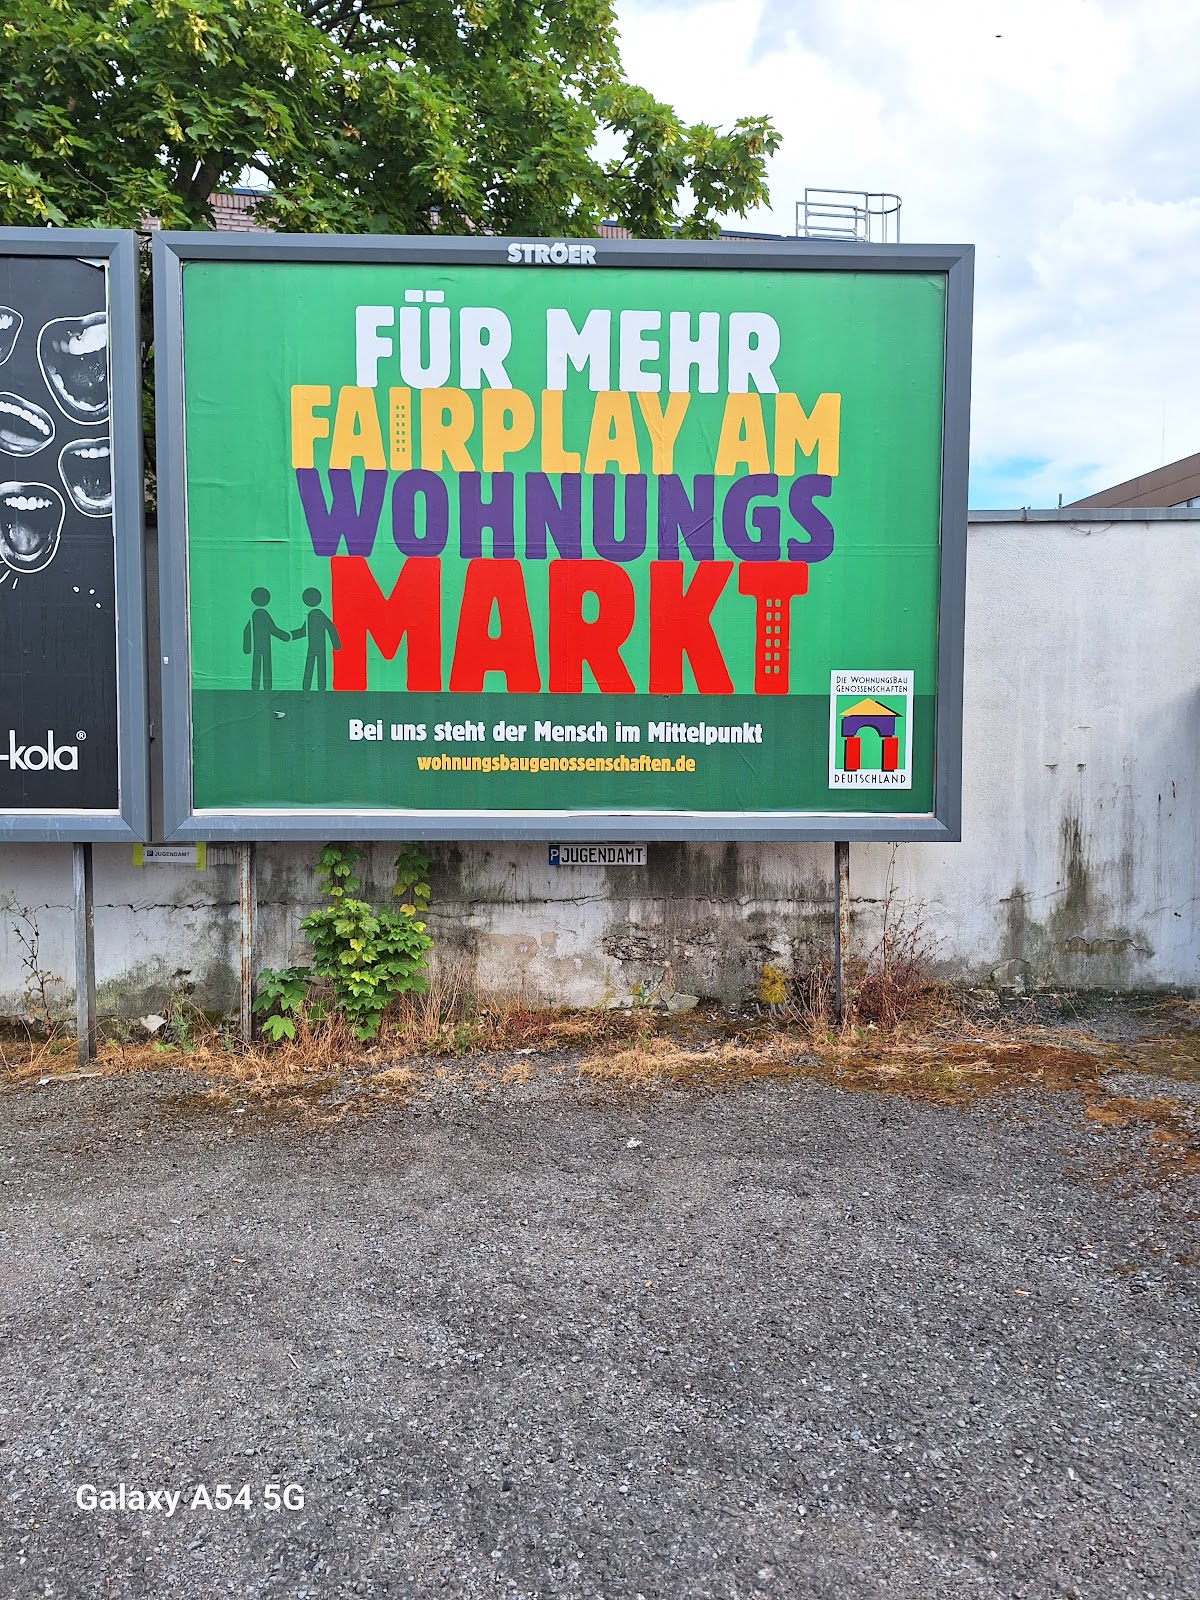 STRÖER
FÜR MEHR
FAIRPLAY AM
WOHNUNGS
MARKT
Bei uns steht der Mensch im Mittelpunkt
wohnungsbaugenossenschaften.de
DIE WOHNUNGSBAU
GENOSSENSCHAFTEN
DEUTSCHLAND
-kola®
P JUGENDAMT
P JUGENDAMT
Galaxy A54 5G